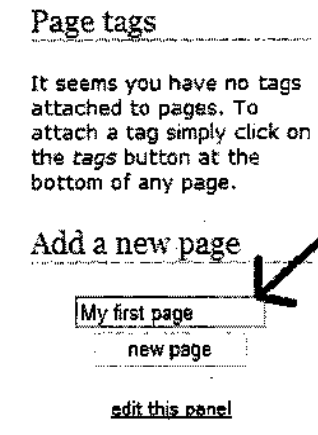 Page tags
It seems you have no tags
attached to pages. To
attach a tag simply click on
the tags button at the
bottom of any page.
Add a new page
My first page
new page
edit this panel